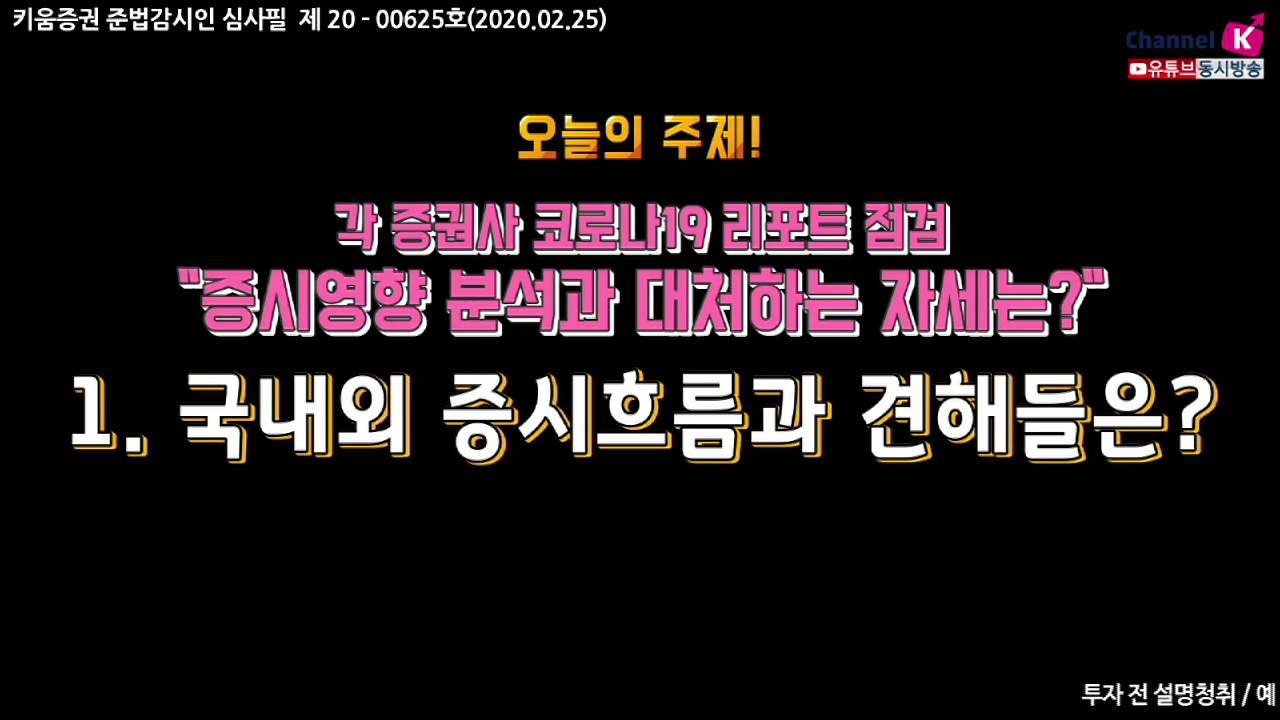 키움증권 준법감시인 심사필 제 20 - 00625호(2020.02.25)
Channel K
유튜브동시방송
오늘의 주제!
각 증권사 코로나19 리포트 점검
"증시영향 분석과 대처하는 자세는?"
1. 국내외 증시흐름과 견해들은?
투자 전 설명청취 / 예